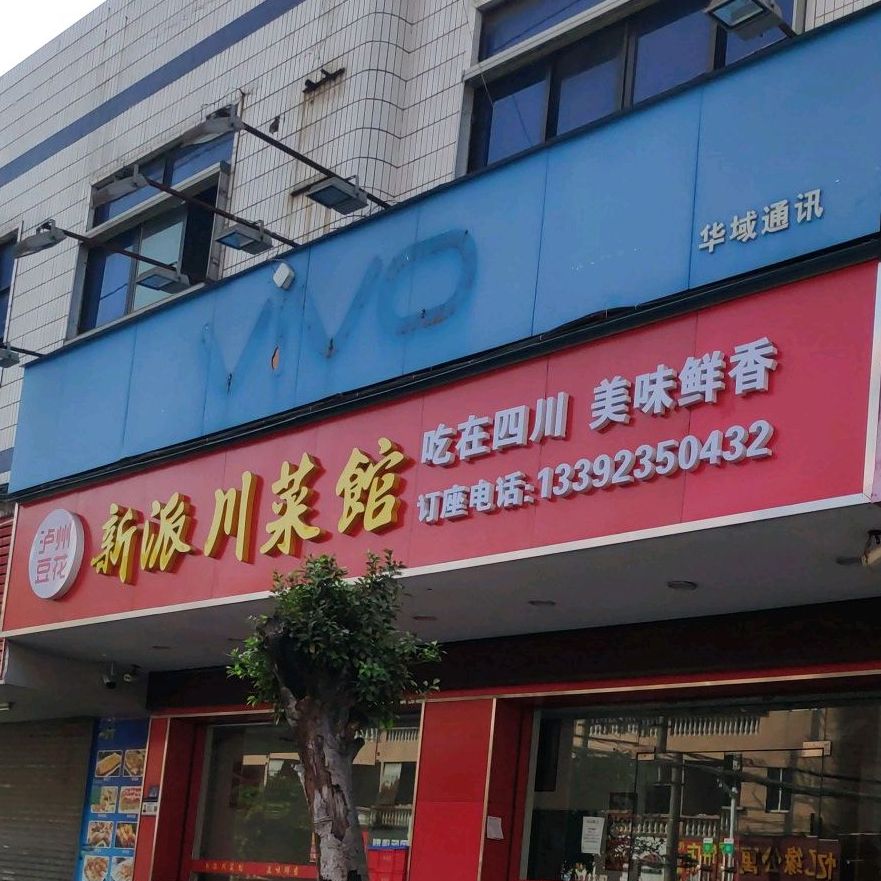 vivo
华域通讯
泸州
豆花
新派川菜館
吃在四川 美味鲜香
订座电话:13392350432